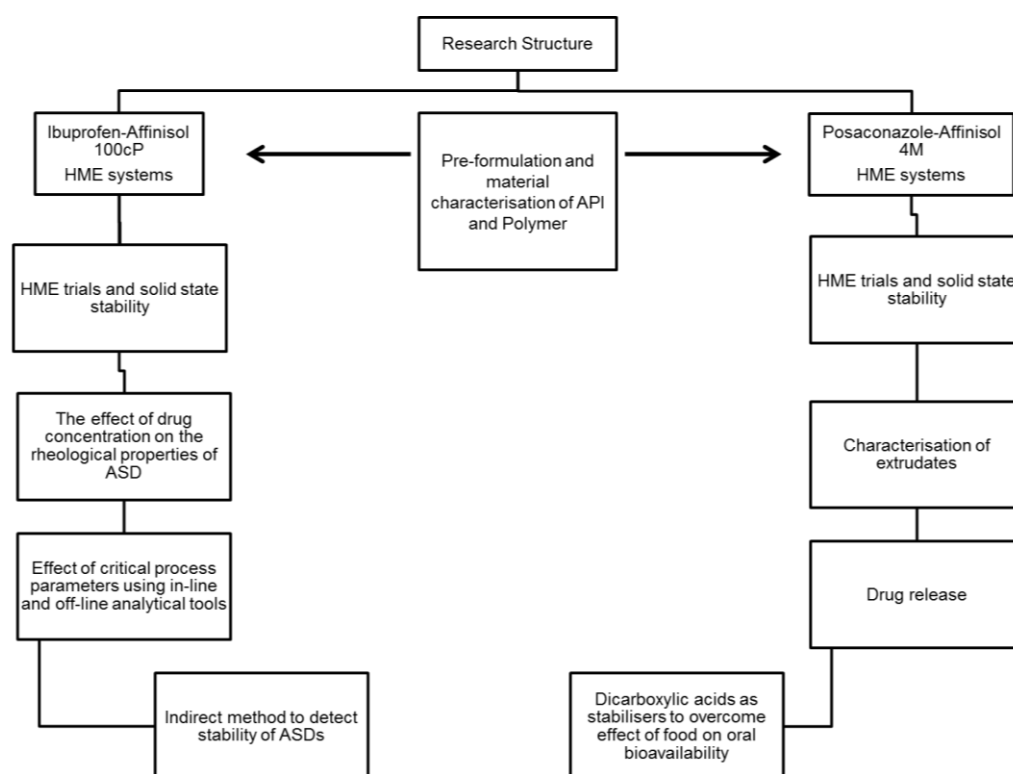 Research Structure
Ibuprofen-Affinisol
100cP
HME systems
Pre-formulation and
material
characterisation of API
and Polymer
Posaconazole-Affinisol
4M
HME systems
HME trials and solid state
stability
HME trials and solid state
stability
The effect of drug
concentration on the
rheological properties of
ASD
Characterisation of
extrudates
Effect of critical process
parameters using in-line
and off-line analytical tools
Drug release
Indirect method to detect
stability of ASDs
Dicarboxylic acids as
stabilisers to overcome
effect of food on oral
bioavailability